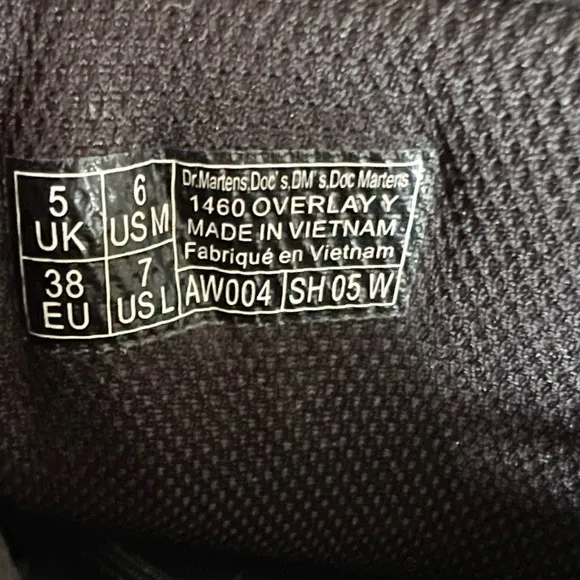 5 UK
6 US M
38 EU
7 US L
Dr.Martens,Doc's,DM's,Doc Martens
1460 OVERLAY Y
MADE IN VIETNAM
Fabriqué en Vietnam
AW004 SH 05 W